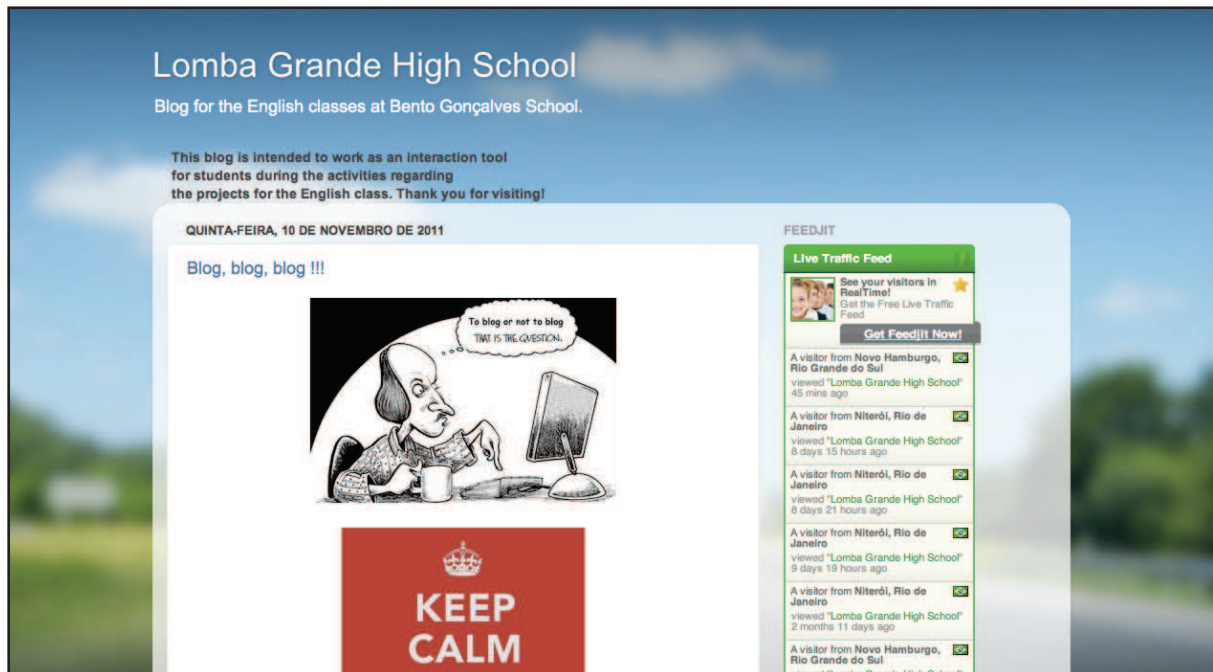 Lomba Grande High School
Blog for the English classes at Bento Gonçalves School.
This blog is intended to work as an interaction tool
for students during the activities regarding
the projects for the English class. Thank you for visiting!
QUINTA-FEIRA, 10 DE NOVEMBRO DE 2011
Blog, blog, blog !!!
To blog or not to blog
THAT IS THE QUESTION.
KEEP
CALM
FEEDJIT
Live Traffic Feed
See your visitors in
RealTime!
Get the Free Live Traffic
Feed
Get Feedjit Now!
A visitor from Novo Hamburgo,
Rio Grande do Sul
viewed "Lomba Grande High School"
45 mins ago
A visitor from Niterói, Rio de
Janeiro
viewed "Lomba Grande High School"
8 days 15 hours ago
A visitor from Niterói, Rio de
Janeiro
viewed "Lomba Grande High School"
8 days 21 hours ago
A visitor from Niterói, Rio de
Janeiro
viewed "Lomba Grande High School"
9 days 19 hours ago
A visitor from Niterói, Rio de
Janeiro
viewed "Lomba Grande High School"
2 months 11 days ago
A visitor from Novo Hamburgo,
Rio Grande do Sul